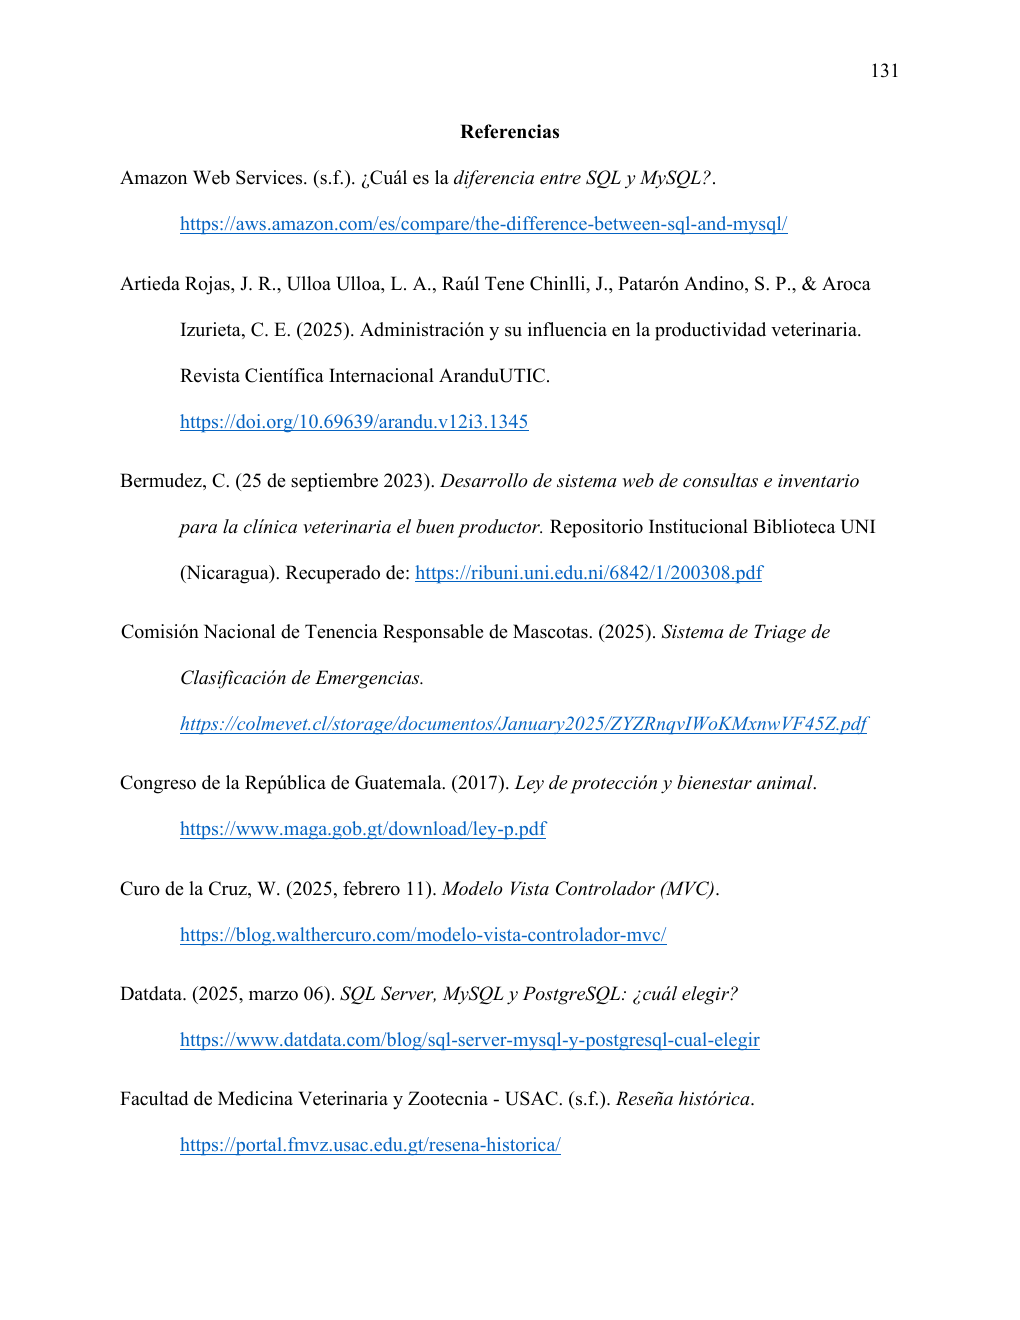 131
Referencias
Amazon Web Services. (s.f.). ¿Cuál es la diferencia entre SQL y MySQL?.
https://aws.amazon.com/es/compare/the-difference-between-sql-and-mysql/
Artieda Rojas, J. R., Ulloa Ulloa, L. A., Raúl Tene Chinlli, J., Patarón Andino, S. P., & Aroca
Izurieta, C. E. (2025). Administración y su influencia en la productividad veterinaria.
Revista Científica Internacional AranduUTIC.
https://doi.org/10.69639/arandu.v12i3.1345
Bermudez, C. (25 de septiembre 2023). Desarrollo de sistema web de consultas e inventario
para la clínica veterinaria el buen productor. Repositorio Institucional Biblioteca UNI
(Nicaragua). Recuperado de: https://ribuni.uni.edu.ni/6842/1/200308.pdf
Comisión Nacional de Tenencia Responsable de Mascotas. (2025). Sistema de Triage de
Clasificación de Emergencias.
https://colmevet.cl/storage/documentos/January2025/ZYZRnqvIWoKMxnwVF45Z.pdf
Congreso de la República de Guatemala. (2017). Ley de protección y bienestar animal.
https://www.maga.gob.gt/download/ley-p.pdf
Curo de la Cruz, W. (2025, febrero 11). Modelo Vista Controlador (MVC).
https://blog.walthercuro.com/modelo-vista-controlador-mvc/
Datdata. (2025, marzo 06). SQL Server, MySQL y PostgreSQL: ¿cuál elegir?
https://www.datdata.com/blog/sql-server-mysql-y-postgresql-cual-elegir
Facultad de Medicina Veterinaria y Zootecnia - USAC. (s.f.). Reseña histórica.
https://portal.fmvz.usac.edu.gt/resena-historica/